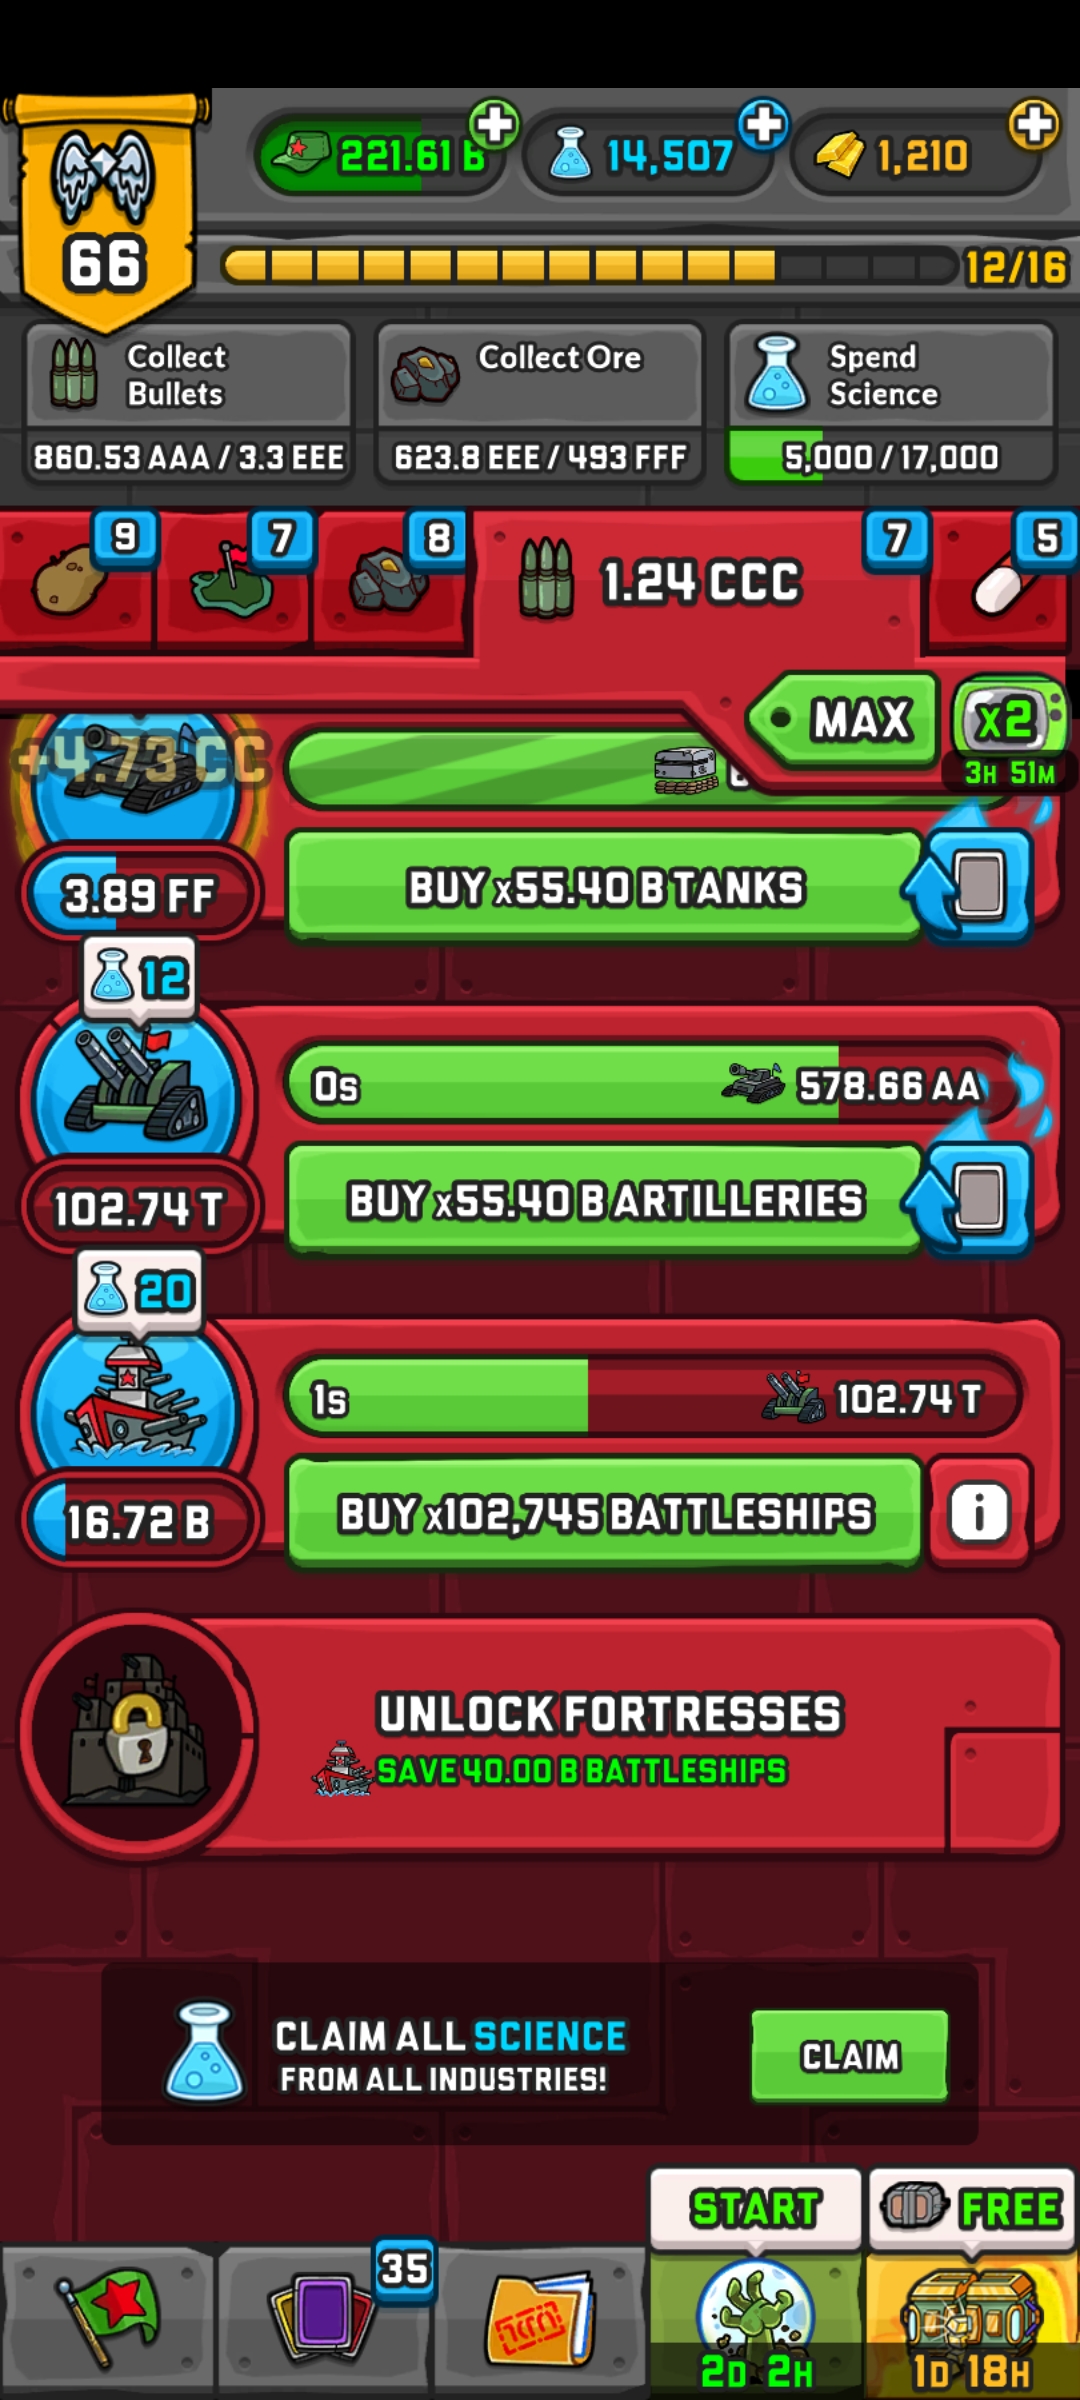 221.61 B
14,507
1,210
66
12/16
Collect
Bullets
860.53 AAA / 3.3 EEE
Collect Ore
623.8 EEE / 493 FFF
Spend
Science
5,000 / 17,000
9
7
8
1.24 CCC
7
5
MAX
x2
3H 51M
+4.73 CC
3.89 FF
BUY x55.40 B TANKS
12
0s
578.66 AA
102.74 T
BUY x55.40 B ARTILLERIES
20
1s
102.74 T
16.72 B
BUY x102,745 BATTLESHIPS
i
UNLOCK FORTRESSES
SAVE 40.00 B BATTLESHIPS
CLAIM ALL SCIENCE
FROM ALL INDUSTRIES!
CLAIM
START
FREE
35
2D 2H
1D 18H